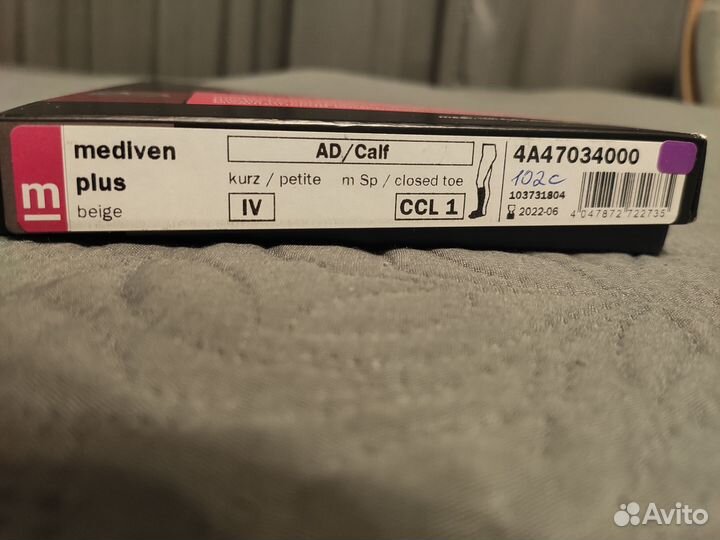 m
mediven
plus
beige
AD/Calf
kurz / petite m Sp / closed toe
IV CCL 1
4A47034000
102c
103731804
2022-06
4 047872 722735
Avito